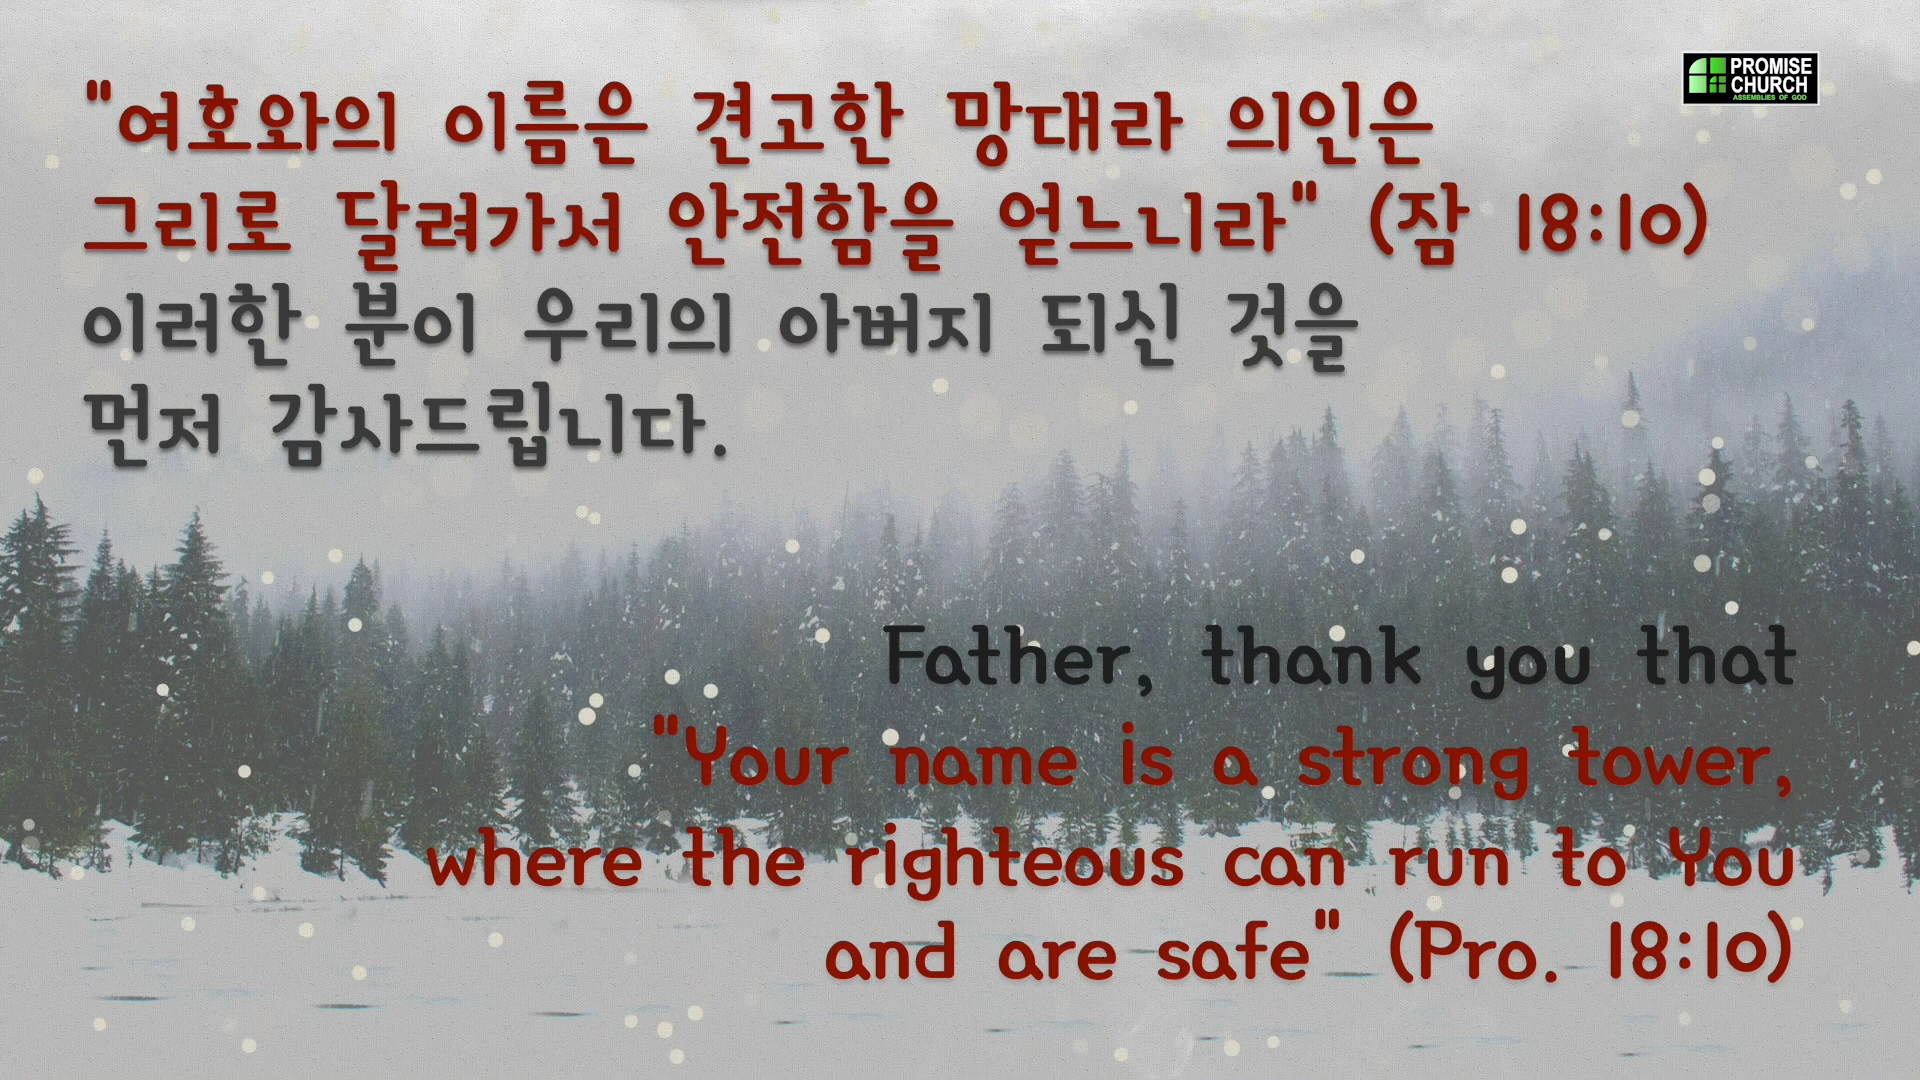 PROMISE
CHURCH
ASSEMBLIES OF GOD
"여호와의 이름은 견고한 망대라 의인은
그리로 달려가서 안전함을 얻느니라" (잠 18:10)
이러한 분이 우리의 아버지 되신 것을
먼저 감사드립니다.
Father, thank you that
"Your name is a strong tower,
where the righteous can run to You
and are safe" (Pro. 18:10)